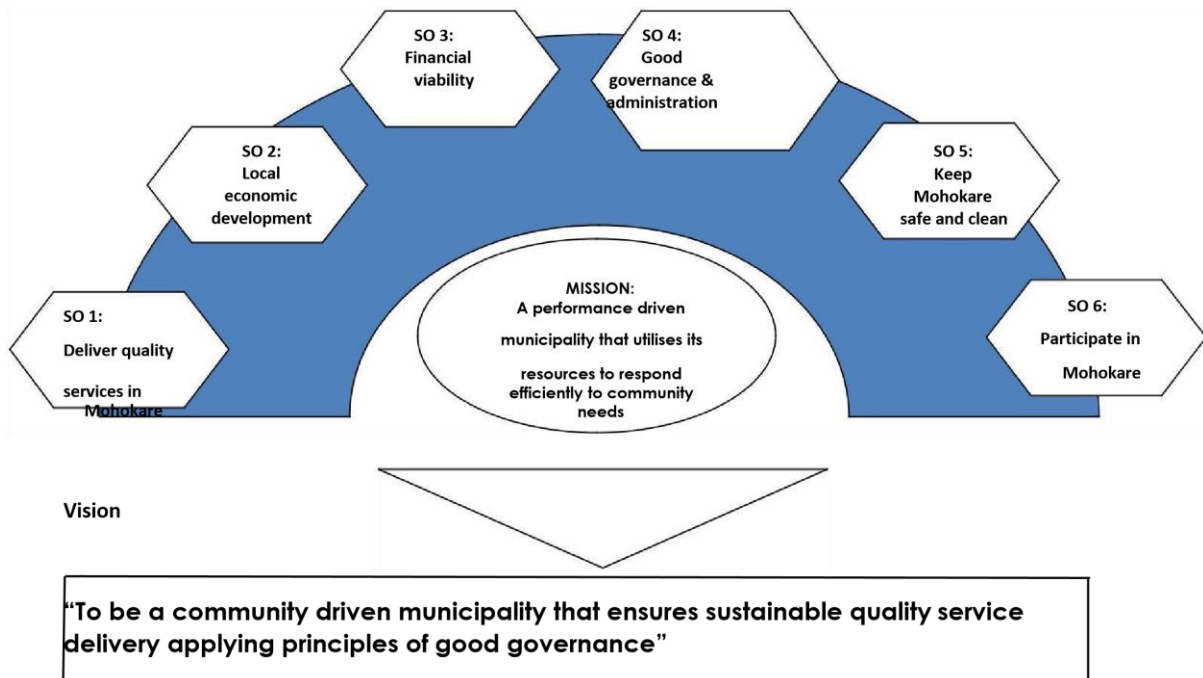 SO 1:
Deliver quality
services in
Mohokare
SO 2:
Local
economic
development
SO 3:
Financial
viability
SO 4:
Good
governance &
administration
SO 5:
Keep
Mohokare
safe and clean
SO 6:
Participate in
Mohokare
MISSION:
A performance driven
municipality that utilises its
resources to respond
efficiently to community
needs
Vision
“To be a community driven municipality that ensures sustainable quality service
delivery applying principles of good governance”